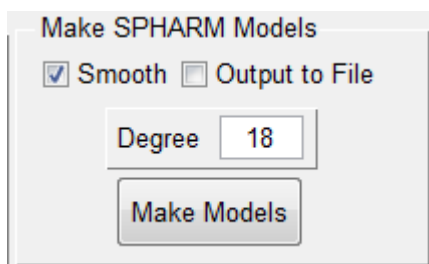 Make SPHARM Models
Smooth Output to File
Degree 18
Make Models